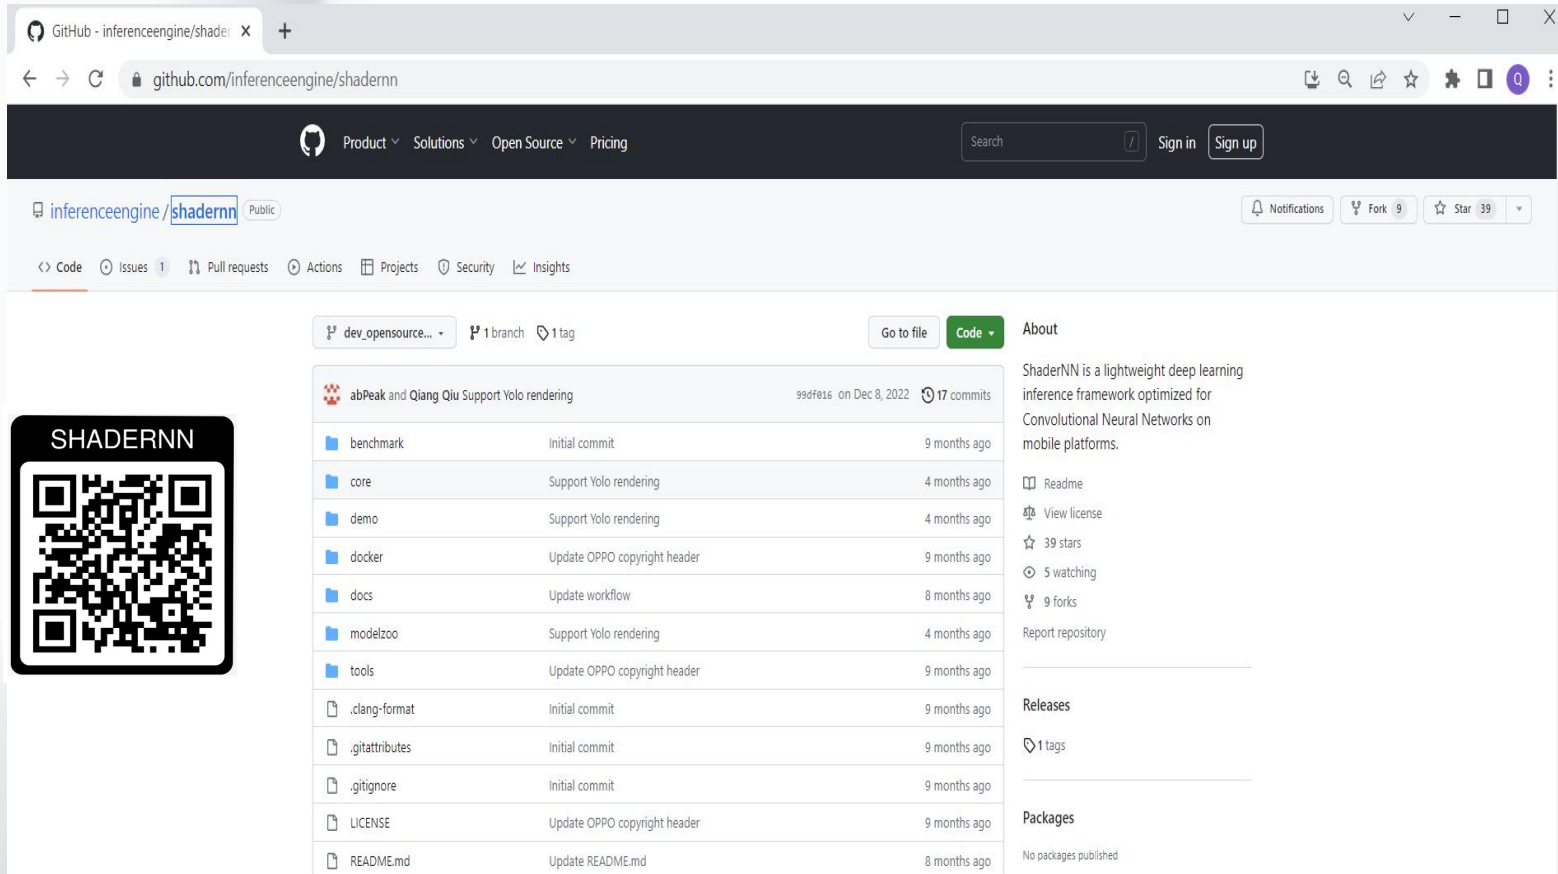 GitHub - inferenceengine/shader
github.com/inferenceengine/shadernn
Q
Product Solutions Open Source Pricing Search / Sign in Sign up
inferenceengine / shadernn Public Notifications Fork 9 Star 39
Code Issues 1 Pull requests Actions Projects Security Insights
dev_opensource... 1 branch 1 tag Go to file Code
abPeak and Qiang Qiu Support Yolo rendering 99df016 on Dec 8, 2022 17 commits
benchmark Initial commit 9 months ago
core Support Yolo rendering 4 months ago
demo Support Yolo rendering 4 months ago
docker Update OPPO copyright header 9 months ago
docs Update workflow 8 months ago
modelzoo Support Yolo rendering 4 months ago
tools Update OPPO copyright header 9 months ago
.clang-format Initial commit 9 months ago
.gitattributes Initial commit 9 months ago
.gitignore Initial commit 9 months ago
LICENSE Update OPPO copyright header 9 months ago
README.md Update README.md 8 months ago
About
ShaderNN is a lightweight deep learning
inference framework optimized for
Convolutional Neural Networks on
mobile platforms.
Readme
View license
39 stars
5 watching
9 forks
Report repository
Releases
1 tags
Packages
No packages published
SHADERNN